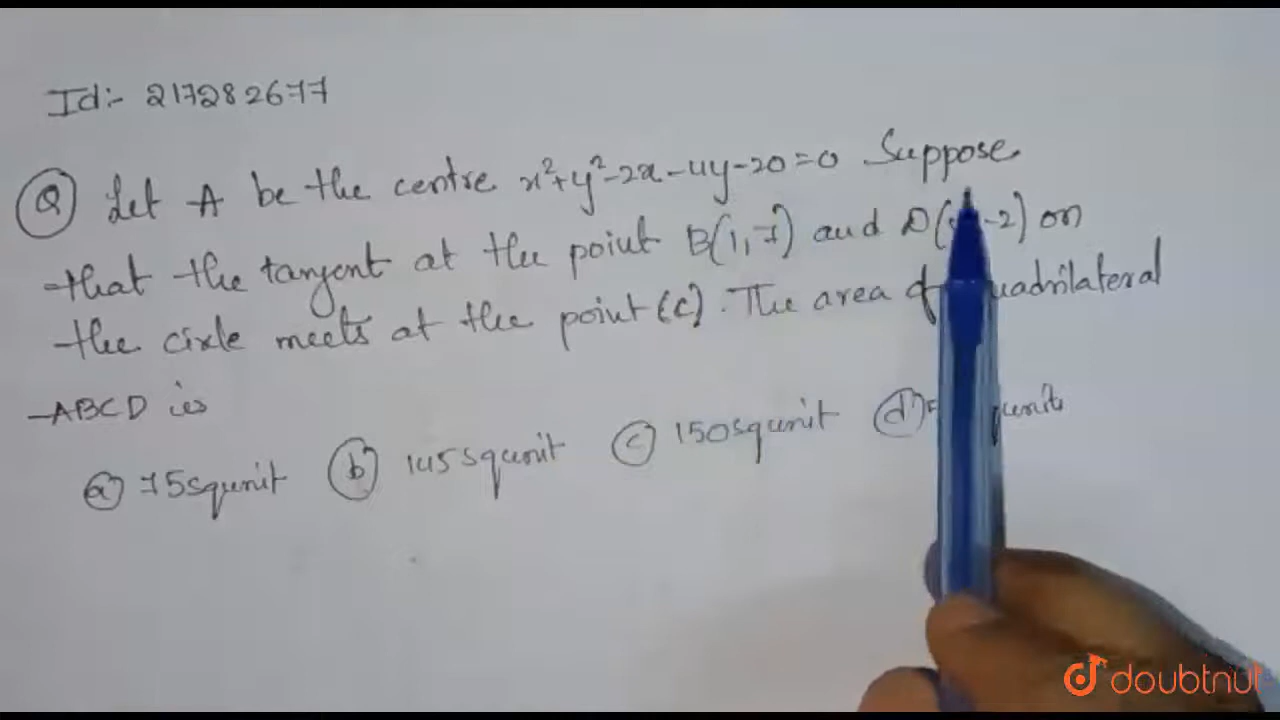 Id:- 217282677
Q Let A be the centre x²+y²-2x-4y-20=0 Suppose
that the tangent at the point B(1,7) and D( -2) on
the circle meets at the point (C). The area of quadrilateral
ABCD is
a 75squnit b 145squnit c 150squnit d
doubtnut